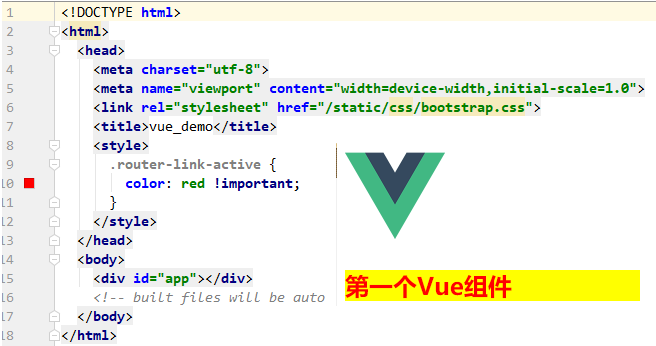 1 <!DOCTYPE html>
2 <html>
3 <head>
4 <meta charset="utf-8">
5 <meta name="viewport" content="width=device-width,initial-scale=1.0">
6 <link rel="stylesheet" href="/static/css/bootstrap.css">
7 <title>vue_demo</title>
8 <style>
9 .router-link-active {
10 color: red !important;
11 }
12 </style>
13 </head>
14 <body>
15 <div id="app"></div>
16 <!-- built files will be auto
17 </body>
18 </html>
第一个Vue组件